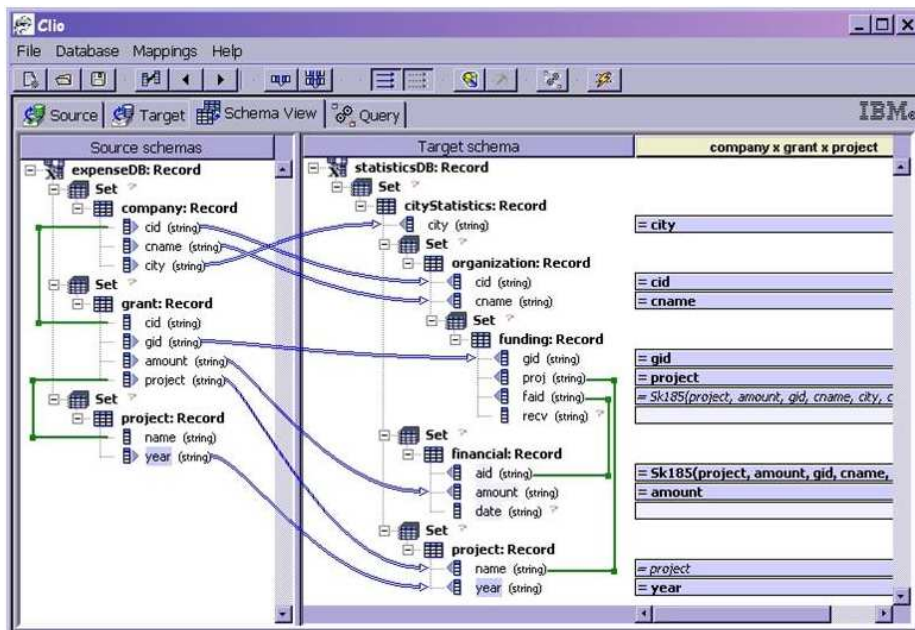 Clio
File Database Mappings Help
Source Target Schema View Query IBM
Source schemas
expenseDB: Record
Set ?
company: Record
cid (string)
cname (string)
city (string)
Set ?
grant: Record
cid (string)
gid (string)
amount (string)
project (string)
Set ?
project: Record
name (string)
year (string)
Target schema
statisticsDB: Record
Set ?
cityStatistics: Record
city (string)
Set ?
organization: Record
cid (string)
cname (string)
Set ?
funding: Record
gid (string)
proj (string)
faid (string)
recv (string) ?
Set ?
financial: Record
aid (string)
amount (string)
date (string) ?
Set ?
project: Record
name (string)
year (string)
company x grant x project
= city
= cid
= cname
= gid
= project
= Sk185(project, amount, gid, cname, city, c
= Sk185(project, amount, gid, cname,
= amount
= project
= year